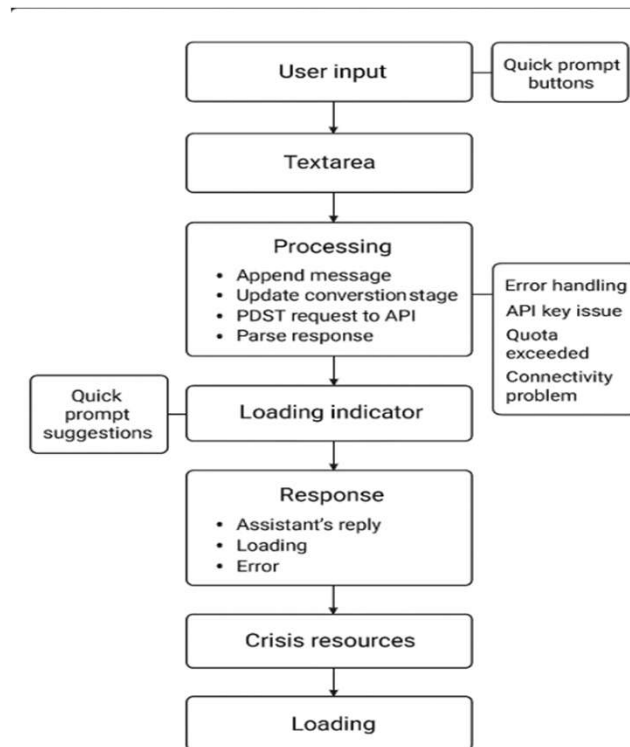 User input
Quick prompt
buttons
Textarea
Processing
• Append message
• Update converstion stage
• PDST request to API
• Parse response
Error handling
API key issue
Quota
exceeded
Connectivity
problem
Quick
prompt
suggestions
Loading indicator
Response
• Assistant's reply
• Loading
• Error
Crisis resources
Loading